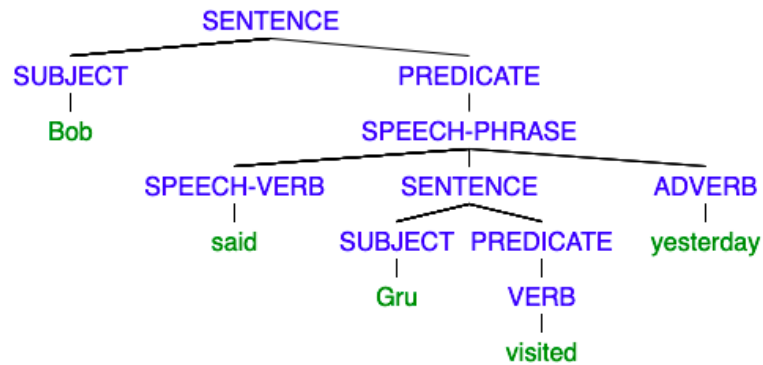 SENTENCE
SUBJECT PREDICATE
Bob SPEECH-PHRASE
SPEECH-VERB SENTENCE ADVERB
said SUBJECT PREDICATE yesterday
Gru VERB
visited